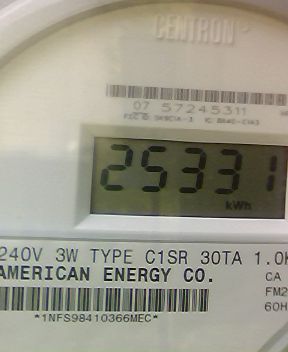 CENTRON
07 57245311
25331
kWh
240V 3W TYPE C1SR 30TA 1.0K
AMERICAN ENERGY CO.
CA
FM2
60H
*1NFS98410366MEC*